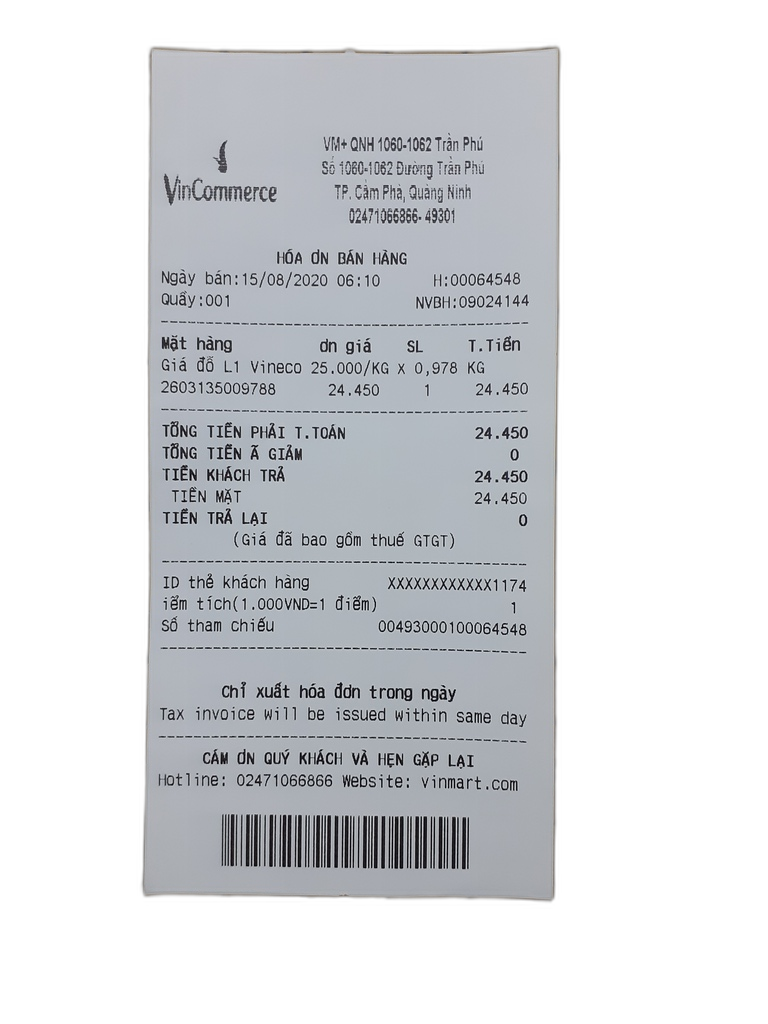 VinCommerce
VM+ QNH 1060-1062 Trần Phú
Số 1060-1062 Đường Trần Phú
TP. Cẩm Phả, Quảng Ninh
02471066866- 49301
HÓA ƠN BÁN HÀNG
Ngày bán:15/08/2020 06:10 H:00064548
Quầy:001 NVBH:09024144
Mặt hàng ơn giá SL T.Tiền
Giá đỗ L1 Vineco 25.000/KG X 0,978 KG
2603135009788 24.450 1 24.450
TỔNG TIỀN PHẢI T.TOÁN 24.450
TỔNG TIỀN Ã GIẢM 0
TIỀN KHÁCH TRẢ 24.450
TIỀN MẶT 24.450
TIỀN TRẢ LẠI 0
(Giá đã bao gồm thuế GTGT)
ID thẻ khách hàng XXXXXXXXXXXX1174
iểm tích(1.000VND=1 điểm) 1
Số tham chiếu 00493000100064548
Chỉ xuất hóa đơn trong ngày
Tax invoice will be issued within same day
CÁM ƠN QUÝ KHÁCH VÀ HẸN GẶP LẠI
Hotline: 02471066866 Website: vinmart.com